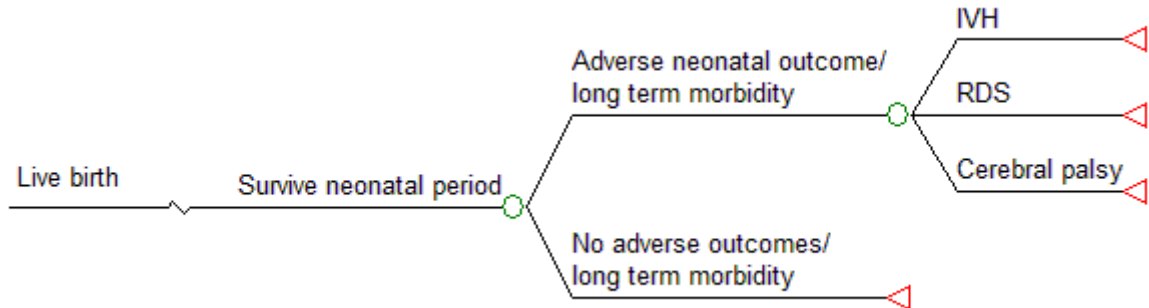 IVH
Adverse neonatal outcome/
long term morbidity
RDS
Live birth
Survive neonatal period
Cerebral palsy
No adverse outcomes/
long term morbidity